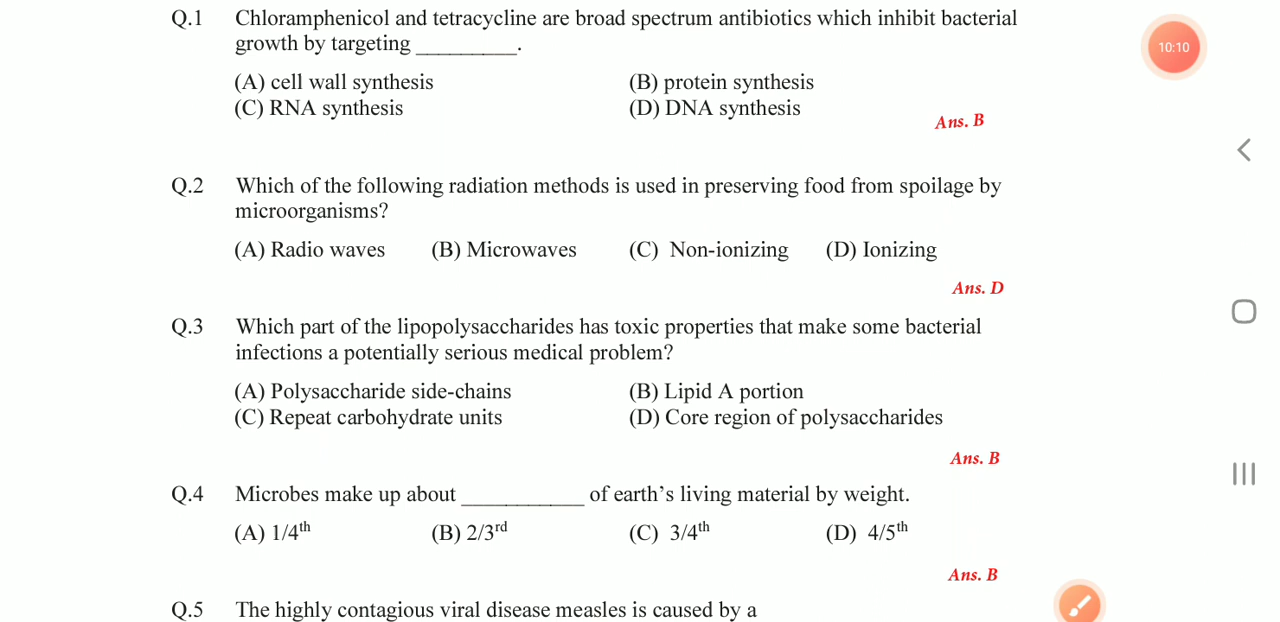 Q.1 Chloramphenicol and tetracycline are broad spectrum antibiotics which inhibit bacterial
growth by targeting _________.
(A) cell wall synthesis (B) protein synthesis
(C) RNA synthesis (D) DNA synthesis
Ans. B
Q.2 Which of the following radiation methods is used in preserving food from spoilage by
microorganisms?
(A) Radio waves (B) Microwaves (C) Non-ionizing (D) Ionizing
Ans. D
Q.3 Which part of the lipopolysaccharides has toxic properties that make some bacterial
infections a potentially serious medical problem?
(A) Polysaccharide side-chains (B) Lipid A portion
(C) Repeat carbohydrate units (D) Core region of polysaccharides
Ans. B
Q.4 Microbes make up about ___________ of earth's living material by weight.
(A) 1/4th (B) 2/3rd (C) 3/4th (D) 4/5th
Ans. B
Q.5 The highly contagious viral disease measles is caused by a
10:10